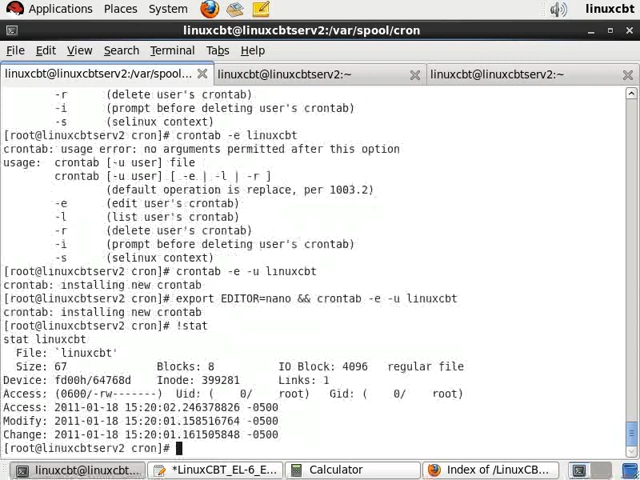 Applications Places System linuxcbt
linuxcbt@linuxcbtserv2:/var/spool/cron
File Edit View Search Terminal Tabs Help
linuxcbt@linuxcbtserv2:/var/spool... linuxcbt@linuxcbtserv2:~ linuxcbt@linuxcbtserv2:~
-r (delete user's crontab)
-i (prompt before deleting user's crontab)
-s (selinux context)
[root@linuxcbtserv2 cron]# crontab -e linuxcbt
crontab: usage error: no arguments permitted after this option
usage: crontab [-u user] file
crontab [-u user] [ -e | -l | -r ]
(default operation is replace, per 1003.2)
-e (edit user's crontab)
-l (list user's crontab)
-r (delete user's crontab)
-i (prompt before deleting user's crontab)
-s (selinux context)
[root@linuxcbtserv2 cron]# crontab -e -u linuxcbt
crontab: installing new crontab
[root@linuxcbtserv2 cron]# export EDITOR=nano && crontab -e -u linuxcbt
crontab: installing new crontab
[root@linuxcbtserv2 cron]# !stat
stat linuxcbt
File: `linuxcbt'
Size: 67 Blocks: 8 IO Block: 4096 regular file
Device: fd00h/64768d Inode: 399281 Links: 1
Access: (0600/-rw-------) Uid: ( 0/ root) Gid: ( 0/ root)
Access: 2011-01-18 15:20:02.246378826 -0500
Modify: 2011-01-18 15:20:01.158516764 -0500
Change: 2011-01-18 15:20:01.161505848 -0500
[root@linuxcbtserv2 cron]#
linuxcbt@linuxcbt... *LinuxCBT_EL-6_E... Calculator Index of /LinuxCB...